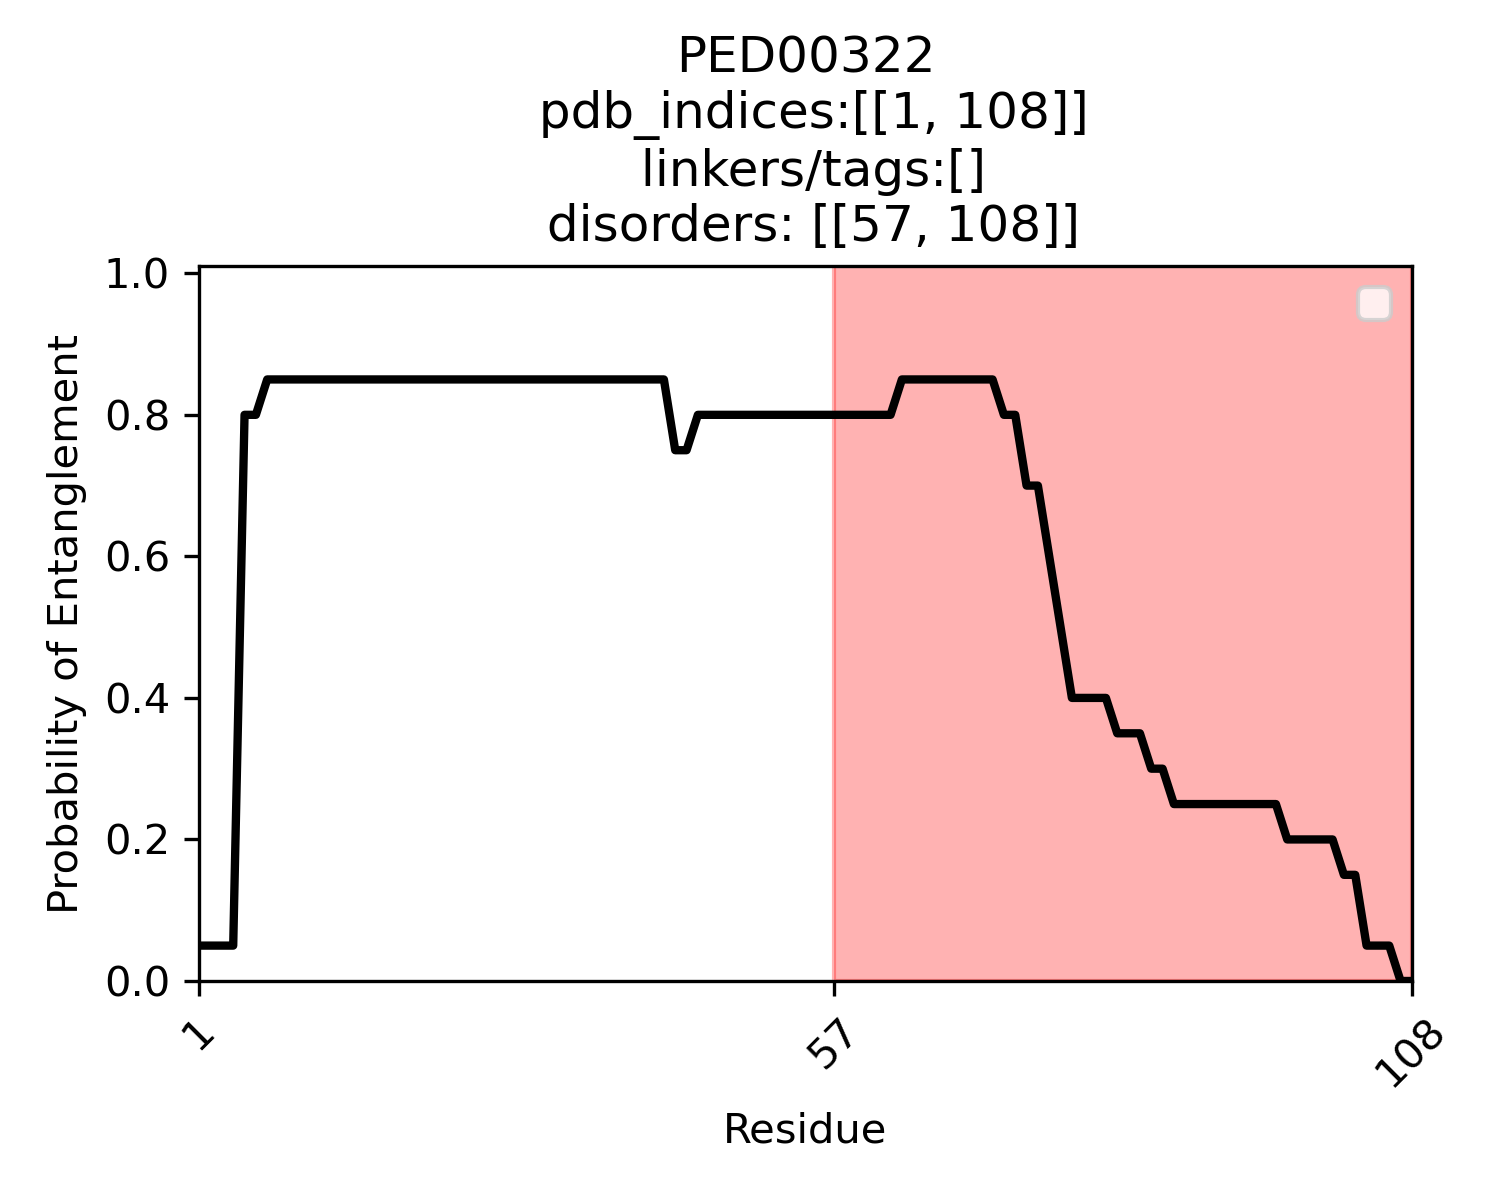 PED00322
pdb_indices:[[1, 108]]
linkers/tags:[]
disorders: [[57, 108]]
1.0
0.8
0.6
0.4
0.2
0.0
Probability of Entanglement
1
57
108
Residue